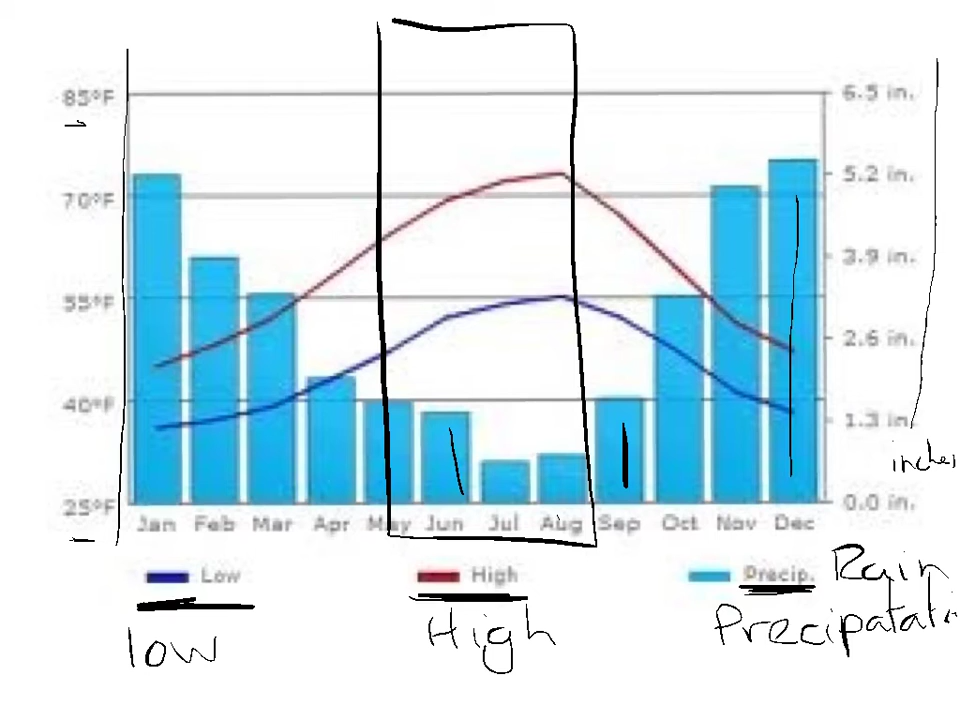 85°F 6.5 in.
5.2 in.
70°F
3.9 in.
55°F
2.6 in.
40°F 1.3 in.
inches
25°F 0.0 in.
Jan Feb Mar Apr May Jun Jul Aug Sep Oct Nov Dec
Low High Precip. Rain
low High